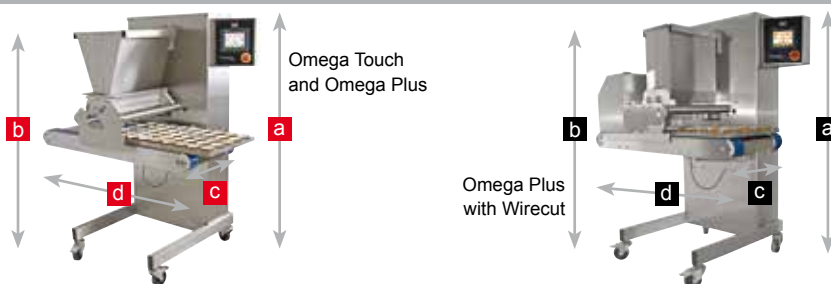 Omega Touch
and Omega Plus
b
a
d
c
Omega Plus
with Wirecut
b
a
d
c